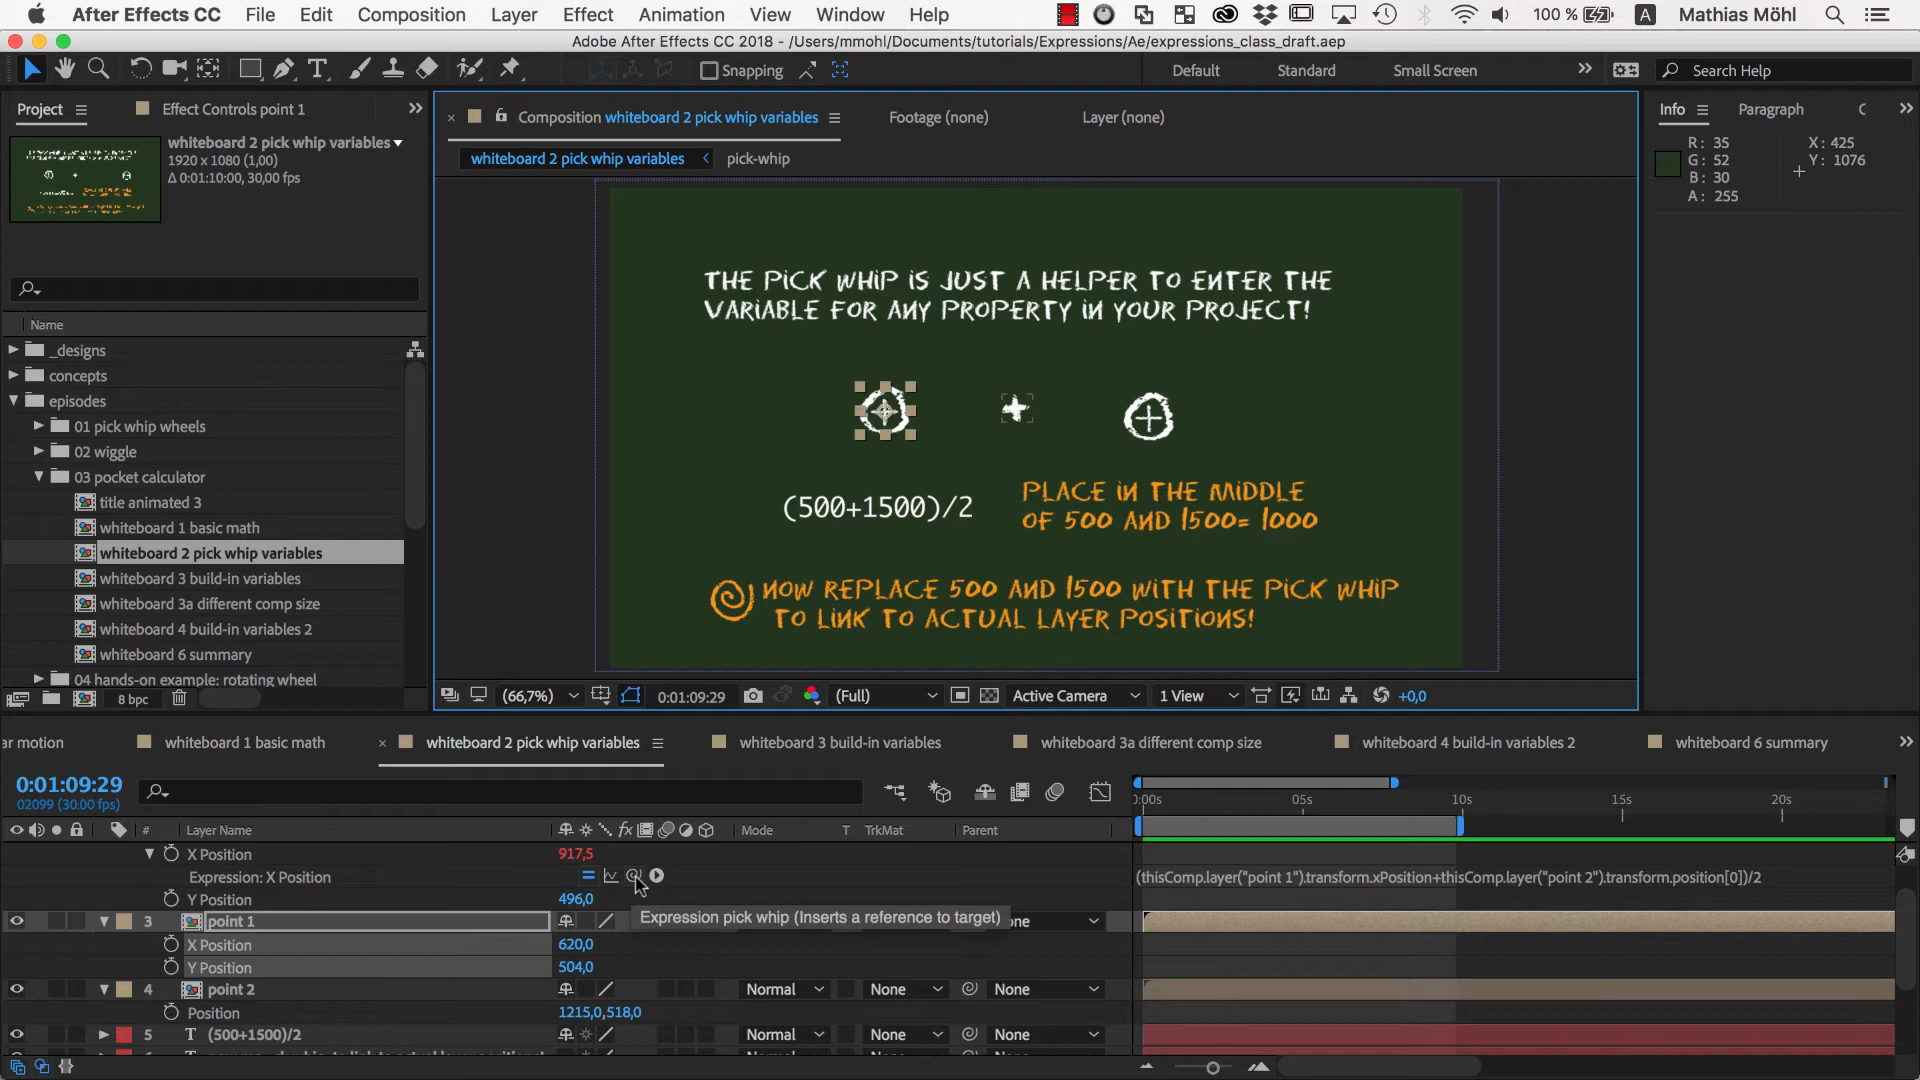 After Effects CC File Edit Composition Layer Effect Animation View Window Help 100 % A Mathias Möhl
Adobe After Effects CC 2018 - /Users/mmohl/Documents/tutorials/Expressions/Ae/expressions_class_draft.aep
T Snapping Default Standard Small Screen Search Help
Project Effect Controls point 1
whiteboard 2 pick whip variables
1920 x 1080 (1,00)
Δ 0:01:10:00, 30,00 fps
Name
_designs
concepts
episodes
01 pick whip wheels
02 wiggle
03 pocket calculator
title animated 3
whiteboard 1 basic math
whiteboard 2 pick whip variables
whiteboard 3 build-in variables
whiteboard 3a different comp size
whiteboard 4 build-in variables 2
whiteboard 6 summary
04 hands-on example: rotating wheel
8 bpc
Composition whiteboard 2 pick whip variables Footage (none) Layer (none)
whiteboard 2 pick whip variables pick-whip
THE PICK WHIP IS JUST A HELPER TO ENTER THE
VARIABLE FOR ANY PROPERTY IN YOUR PROJECT!
(500+1500)/2
PLACE IN THE MIDDLE
OF 500 AND 1500= 1000
NOW REPLACE 500 AND 1500 WITH THE PICK WHIP
TO LINK TO ACTUAL LAYER POSITIONS!
(66,7%) 0:01:09:29 (Full) Active Camera 1 View +0,0
Info Paragraph C
R: 35 X: 425
G: 52 Y: 1076
B: 30
A: 255
ar motion whiteboard 1 basic math whiteboard 2 pick whip variables whiteboard 3 build-in variables whiteboard 3a different comp size whiteboard 4 build-in variables 2 whiteboard 6 summary
0:01:09:29
02099 (30.00 fps)
0:00s 05s 10s 15s 20s
# Layer Name fx Mode T TrkMat Parent
X Position 917,5
Expression: X Position (thisComp.layer("point 1").transform.xPosition+thisComp.layer("point 2").transform.position[0])/2
Y Position 496,0
Expression pick whip (Inserts a reference to target)
3 point 1 one
X Position 620,0
Y Position 504,0
4 point 2 Normal None None
Position 1215,0,518,0
5 T (500+1500)/2 Normal None None